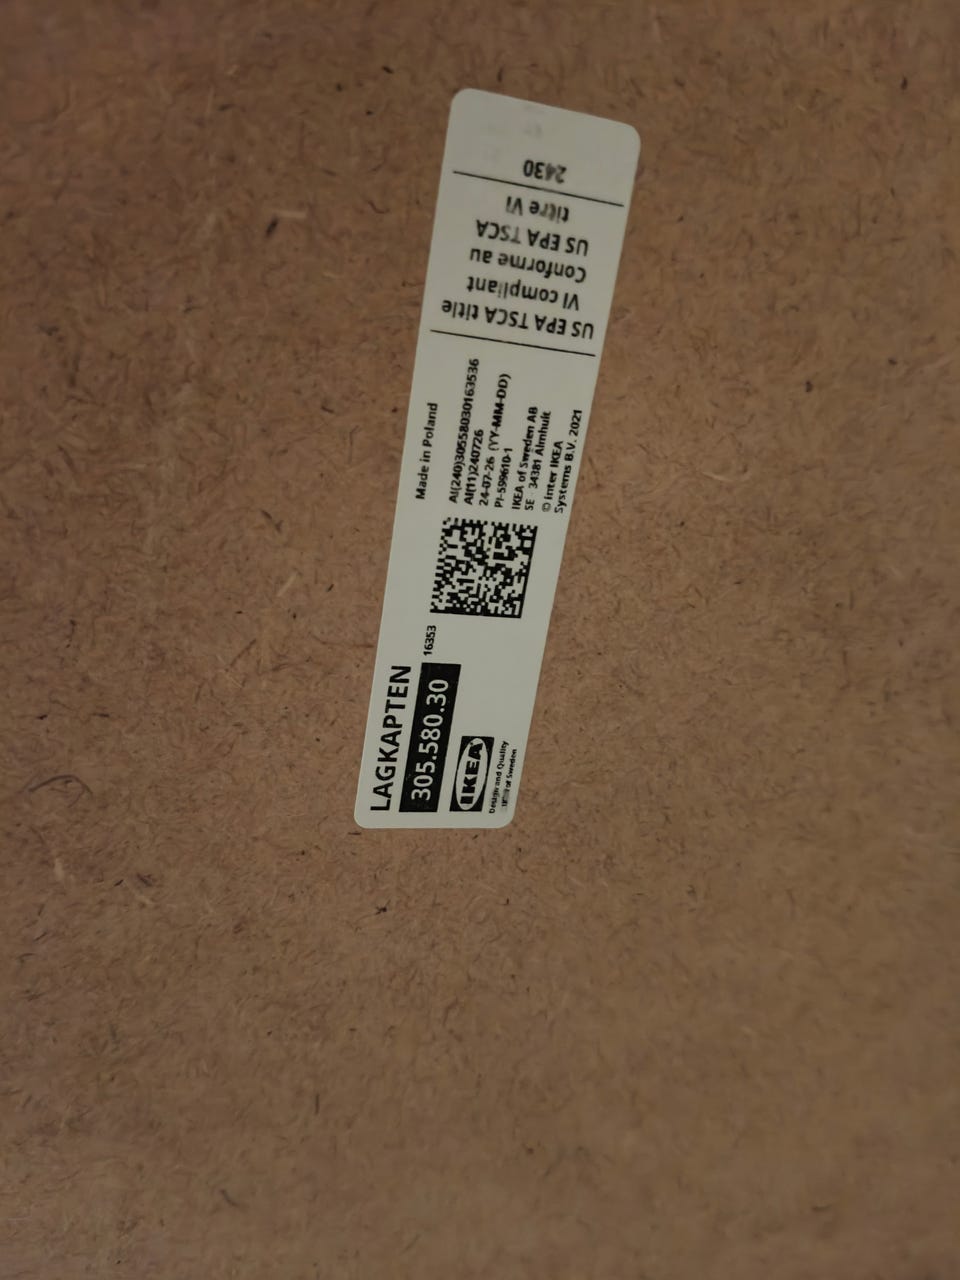 LAGKAPTEN
305.580.30
16353
IKEA
Design and Quality
of Sweden
Made in Poland
AI(240)30558030163536
AI(11)240726
24-07-26 (YY-MM-DD)
PI-599610-1
IKEA of Sweden AB
SE 34381 Älmhult
© Inter IKEA
Systems B.V. 2021
US EPA TSCA title
VI compliant
Conforme au
US EPA TSCA
titre VI
2430